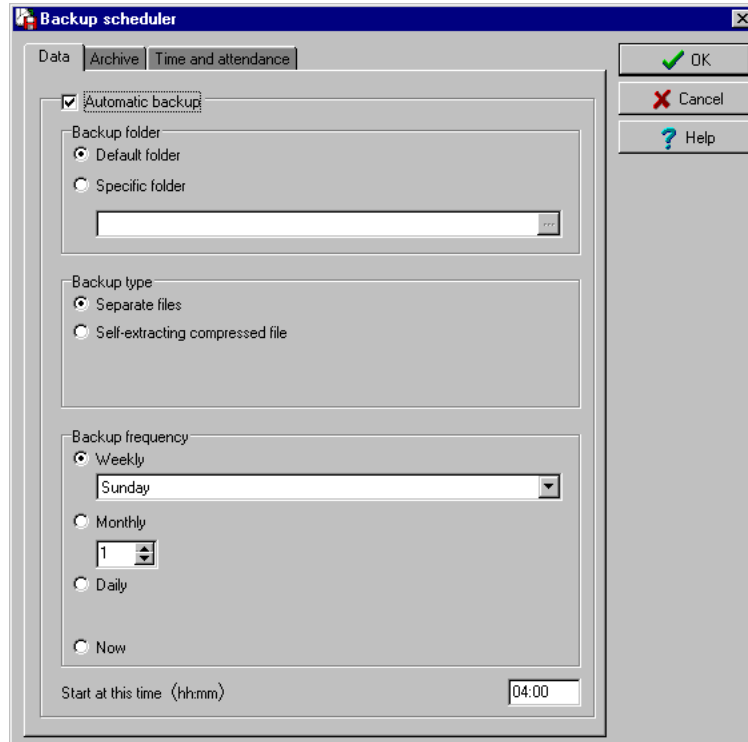 Backup scheduler
Data Archive Time and attendance
OK
Cancel
Help
Automatic backup
Backup folder
Default folder
Specific folder
...
Backup type
Separate files
Self-extracting compressed file
Backup frequency
Weekly
Sunday
Monthly
1
Daily
Now
Start at this time (hh:mm) 04:00